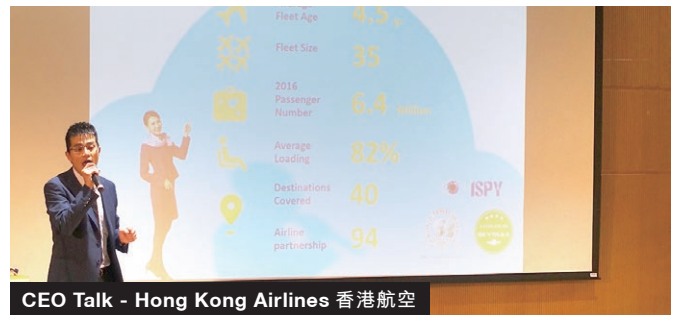 Fleet Age 4.5
Fleet Size 35
2016
Passenger
Number 6.4
Average
Loading 82%
Destinations
Covered 40
ISPY
Airline
partnership 94
CEO Talk - Hong Kong Airlines 香港航空